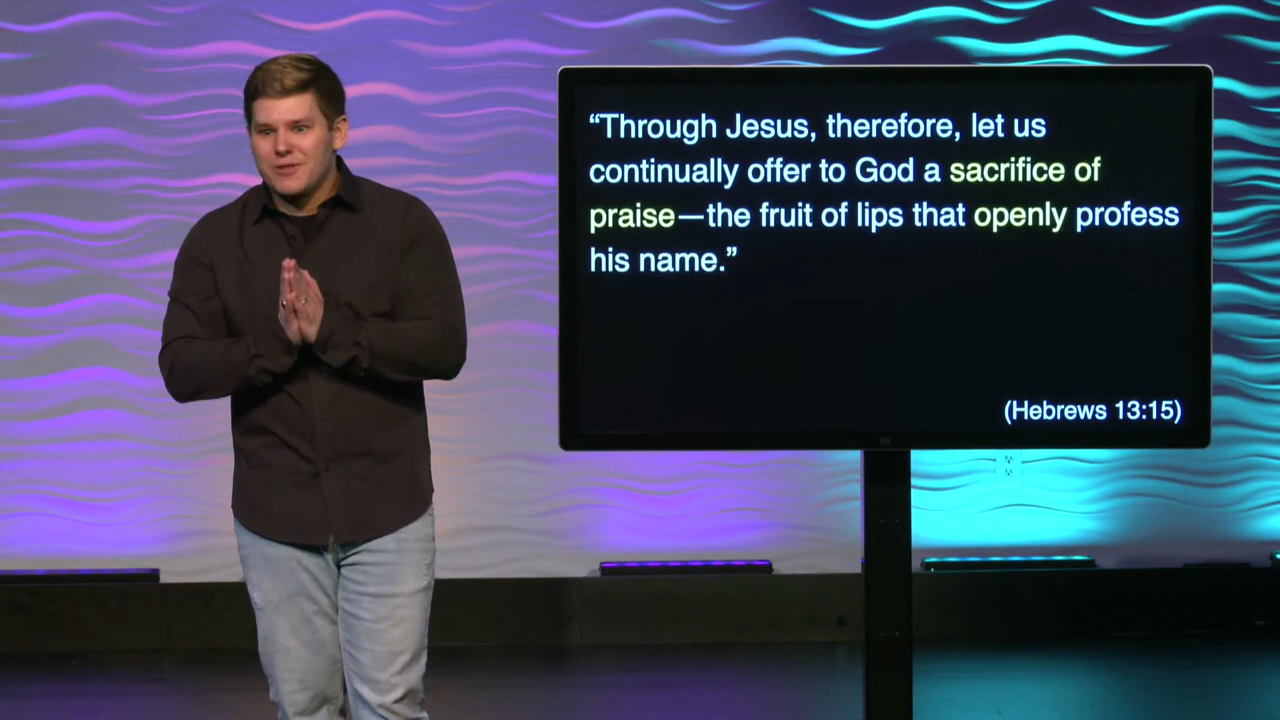 “Through Jesus, therefore, let us
continually offer to God a sacrifice of
praise—the fruit of lips that openly profess
his name.”
(Hebrews 13:15)